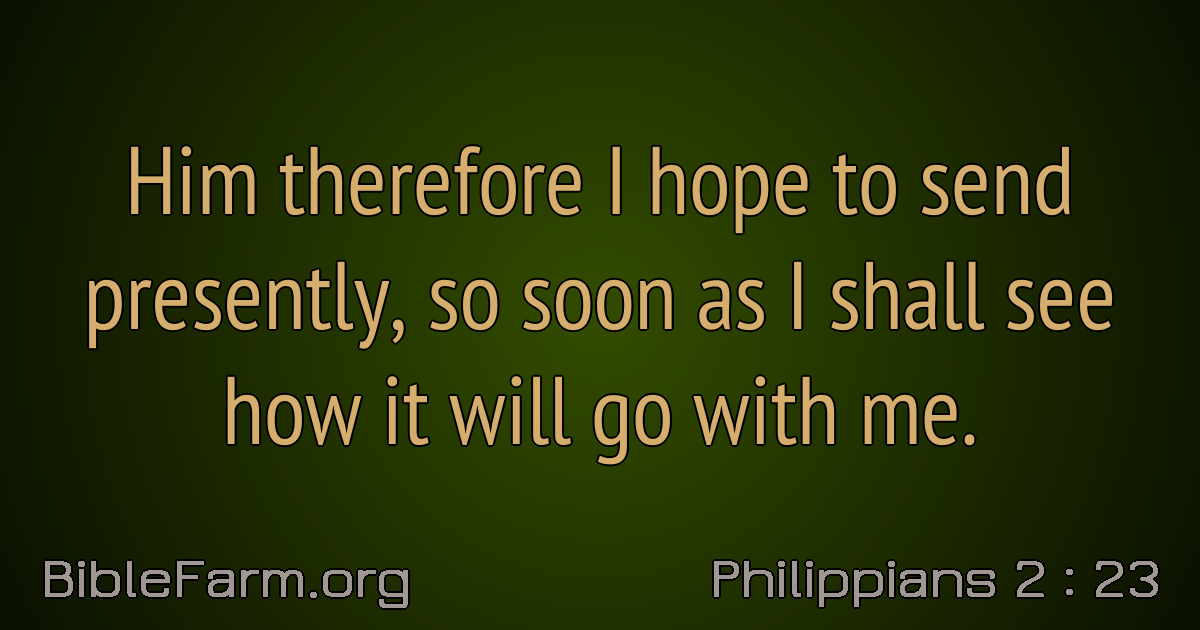 Him therefore I hope to send
presently, so soon as I shall see
how it will go with me.
BibleFarm.org
Philippians 2 : 23